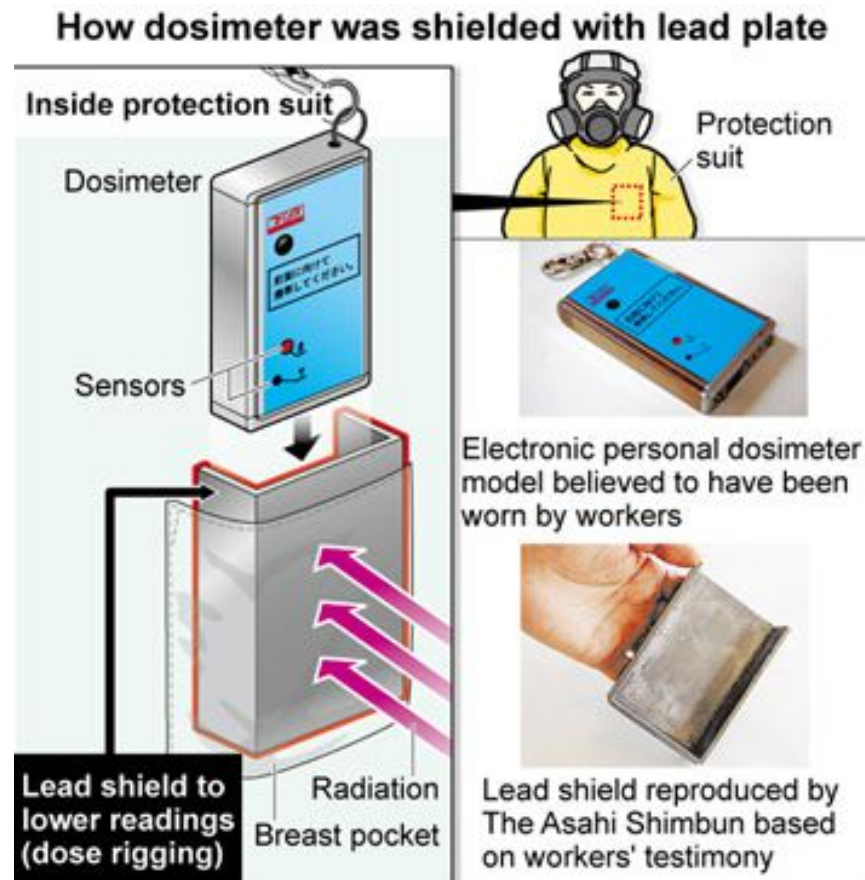 How dosimeter was shielded with lead plate
Inside protection suit
Dosimeter
Sensors
Lead shield to
lower readings
(dose rigging)
Radiation
Breast pocket
Protection
suit
Electronic personal dosimeter
model believed to have been
worn by workers
Lead shield reproduced by
The Asahi Shimbun based
on workers' testimony